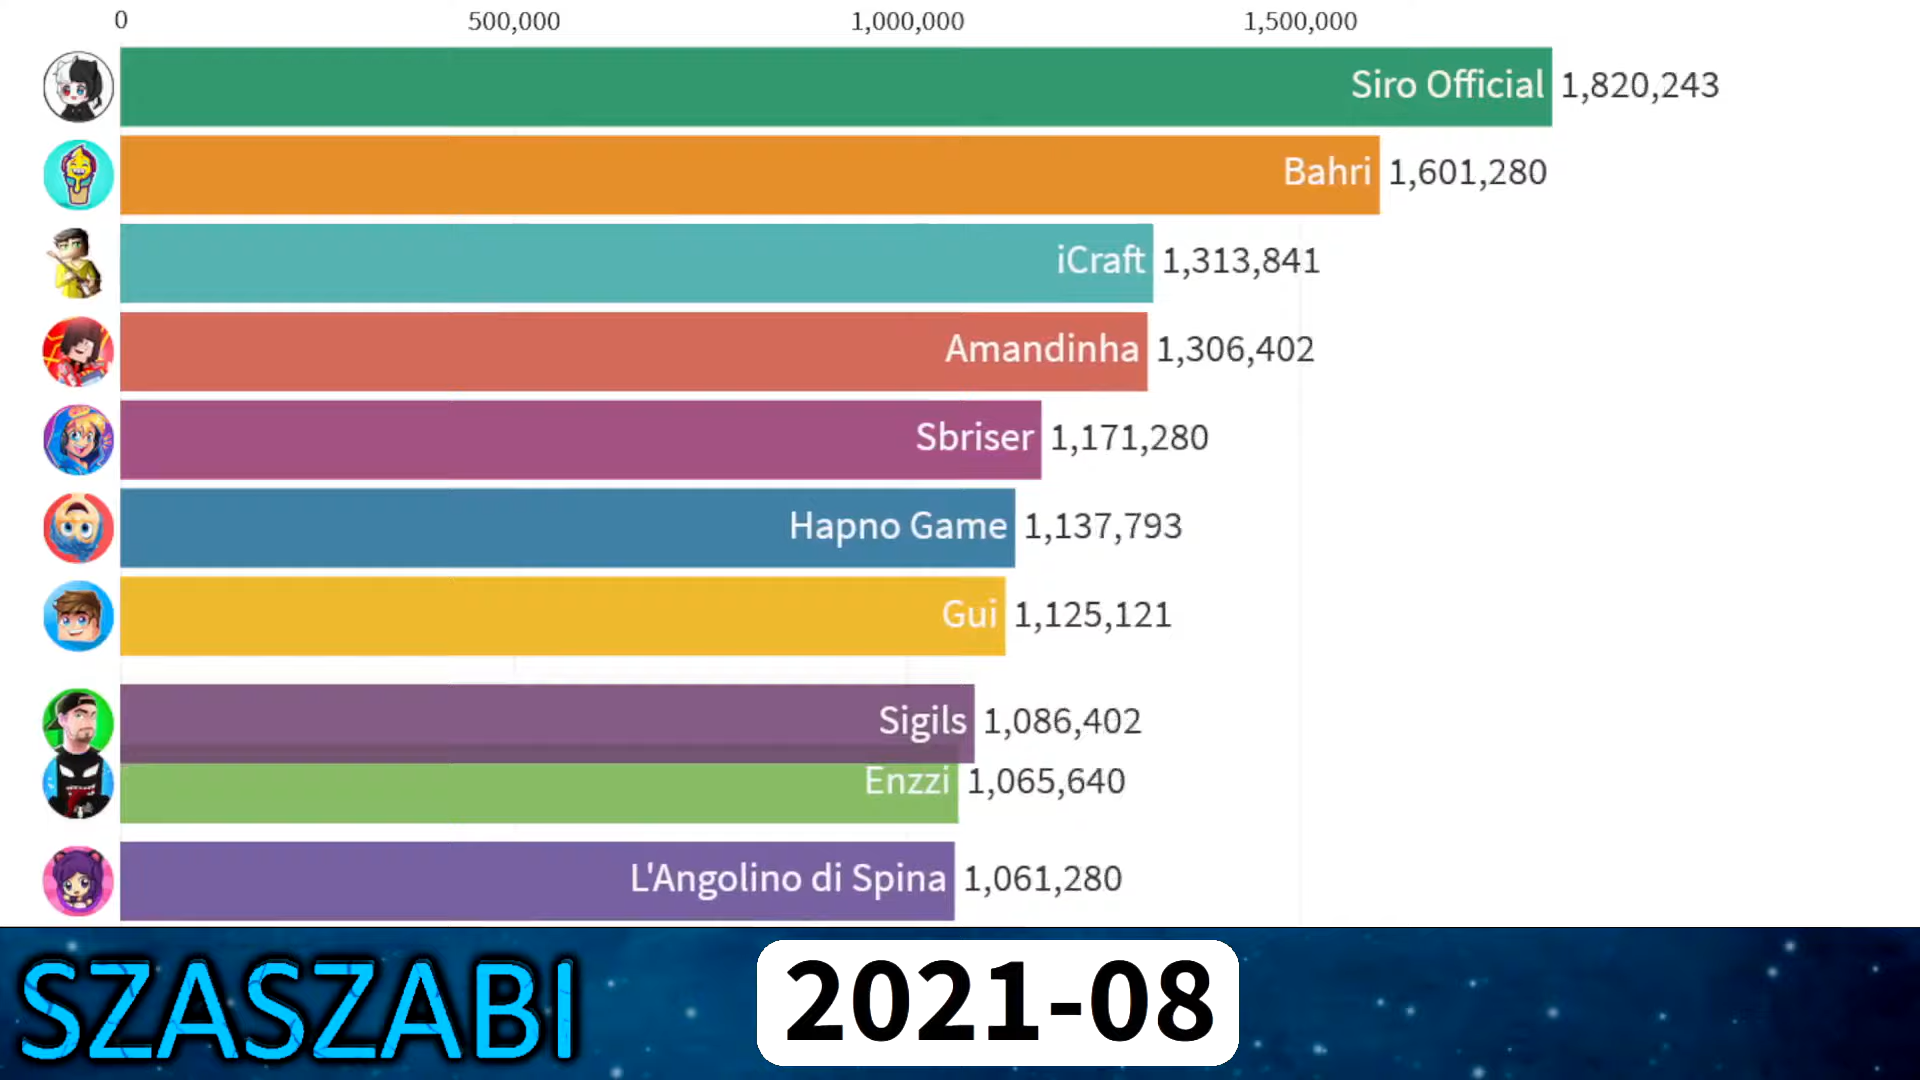 0 500,000 1,000,000 1,500,000
Siro Official 1,820,243
Bahri 1,601,280
iCraft 1,313,841
Amandinha 1,306,402
Sbriser 1,171,280
Hapno Game 1,137,793
Gui 1,125,121
Sigils 1,086,402
Enzzi 1,065,640
L'Angolino di Spina 1,061,280
SZASZABI 2021-08